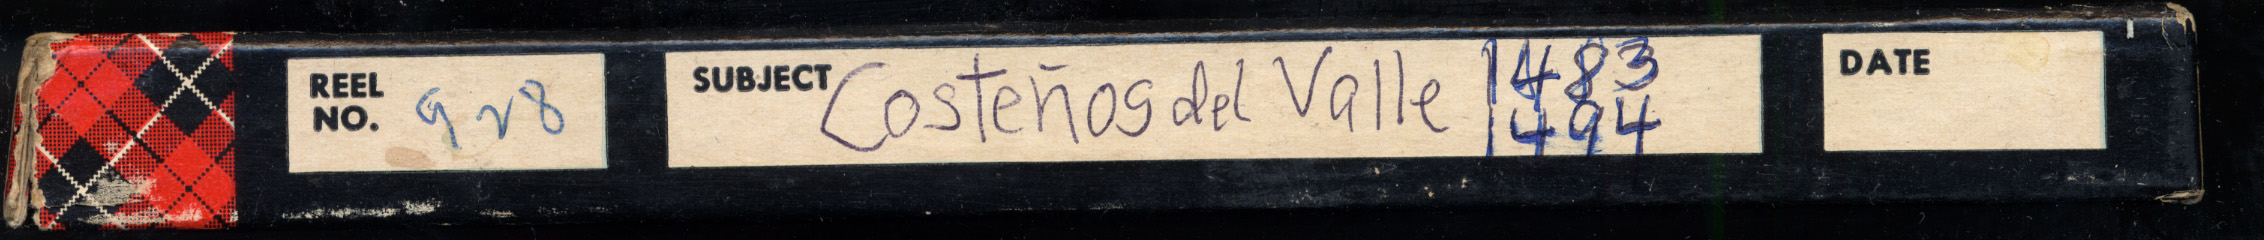 REEL NO. 928
SUBJECT Costeños del Valle 1483
1494
DATE